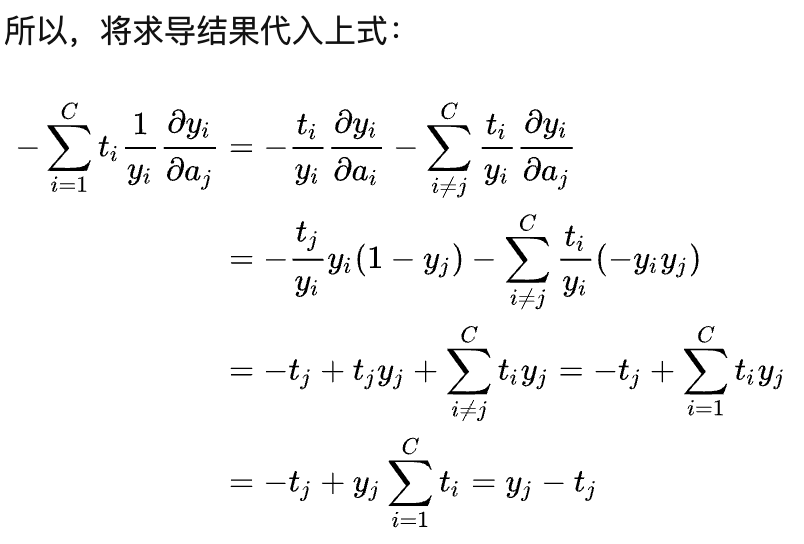 所以，将求导结果代入上式：
$-\sum_{i=1}^{C} t_i \frac{1}{y_i} \frac{\partial y_i}{\partial a_j} = -\frac{t_i}{y_i} \frac{\partial y_i}{\partial a_i} - \sum_{i \neq j}^{C} \frac{t_i}{y_i} \frac{\partial y_i}{\partial a_j}$
$= -\frac{t_j}{y_i} y_i (1 - y_j) - \sum_{i \neq j}^{C} \frac{t_i}{y_i} (-y_i y_j)$
$= -t_j + t_j y_j + \sum_{i \neq j}^{C} t_i y_j = -t_j + \sum_{i=1}^{C} t_i y_j$
$= -t_j + y_j \sum_{i=1}^{C} t_i = y_j - t_j$